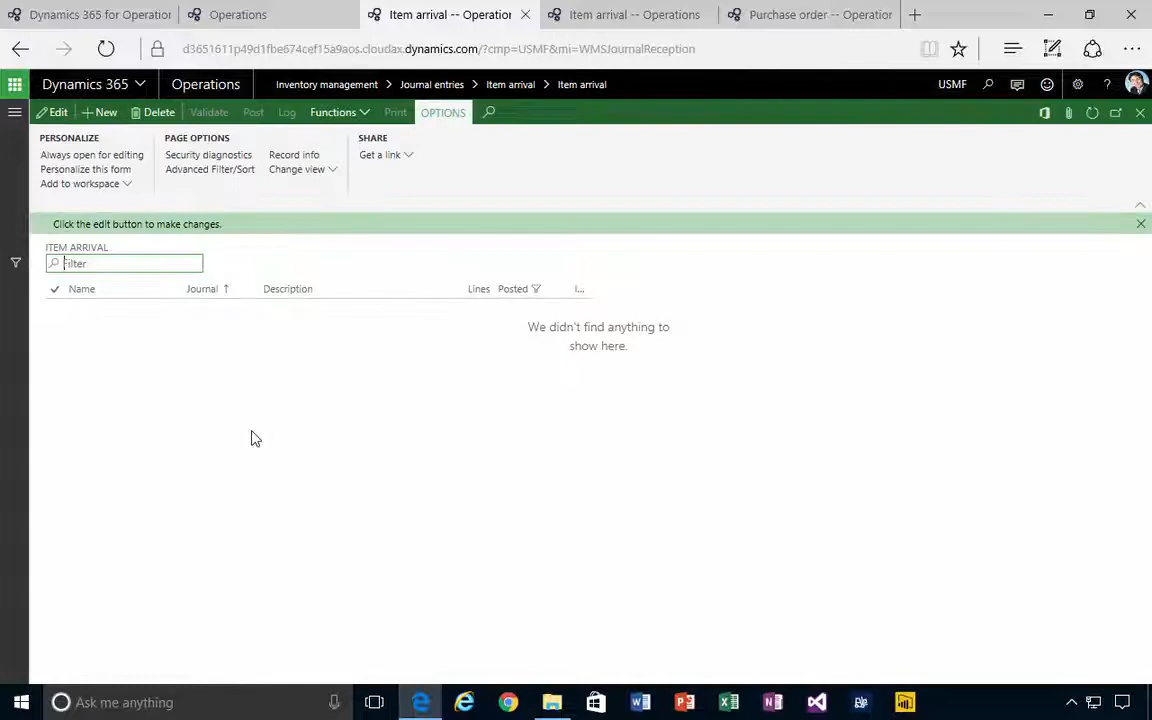 Dynamics 365 for Operation
Operations
Item arrival -- Operation
Item arrival -- Operations
Purchase order -- Operation
d3651611p49d1fbe674cef15a9aos.cloudax.dynamics.com/?cmp=USMF&mi=WMSJournalReception
Dynamics 365
Operations
Inventory management > Journal entries > Item arrival > Item arrival
USMF
?
Edit
New
Delete
Validate
Post
Log
Functions
Print
OPTIONS
PERSONALIZE
Always open for editing
Personalize this form
Add to workspace
PAGE OPTIONS
Security diagnostics
Advanced Filter/Sort
Record info
Change view
SHARE
Get a link
Click the edit button to make changes.
ITEM ARRIVAL
Filter
Name
Journal
Description
Lines
Posted
I...
We didn't find anything to
show here.
Ask me anything